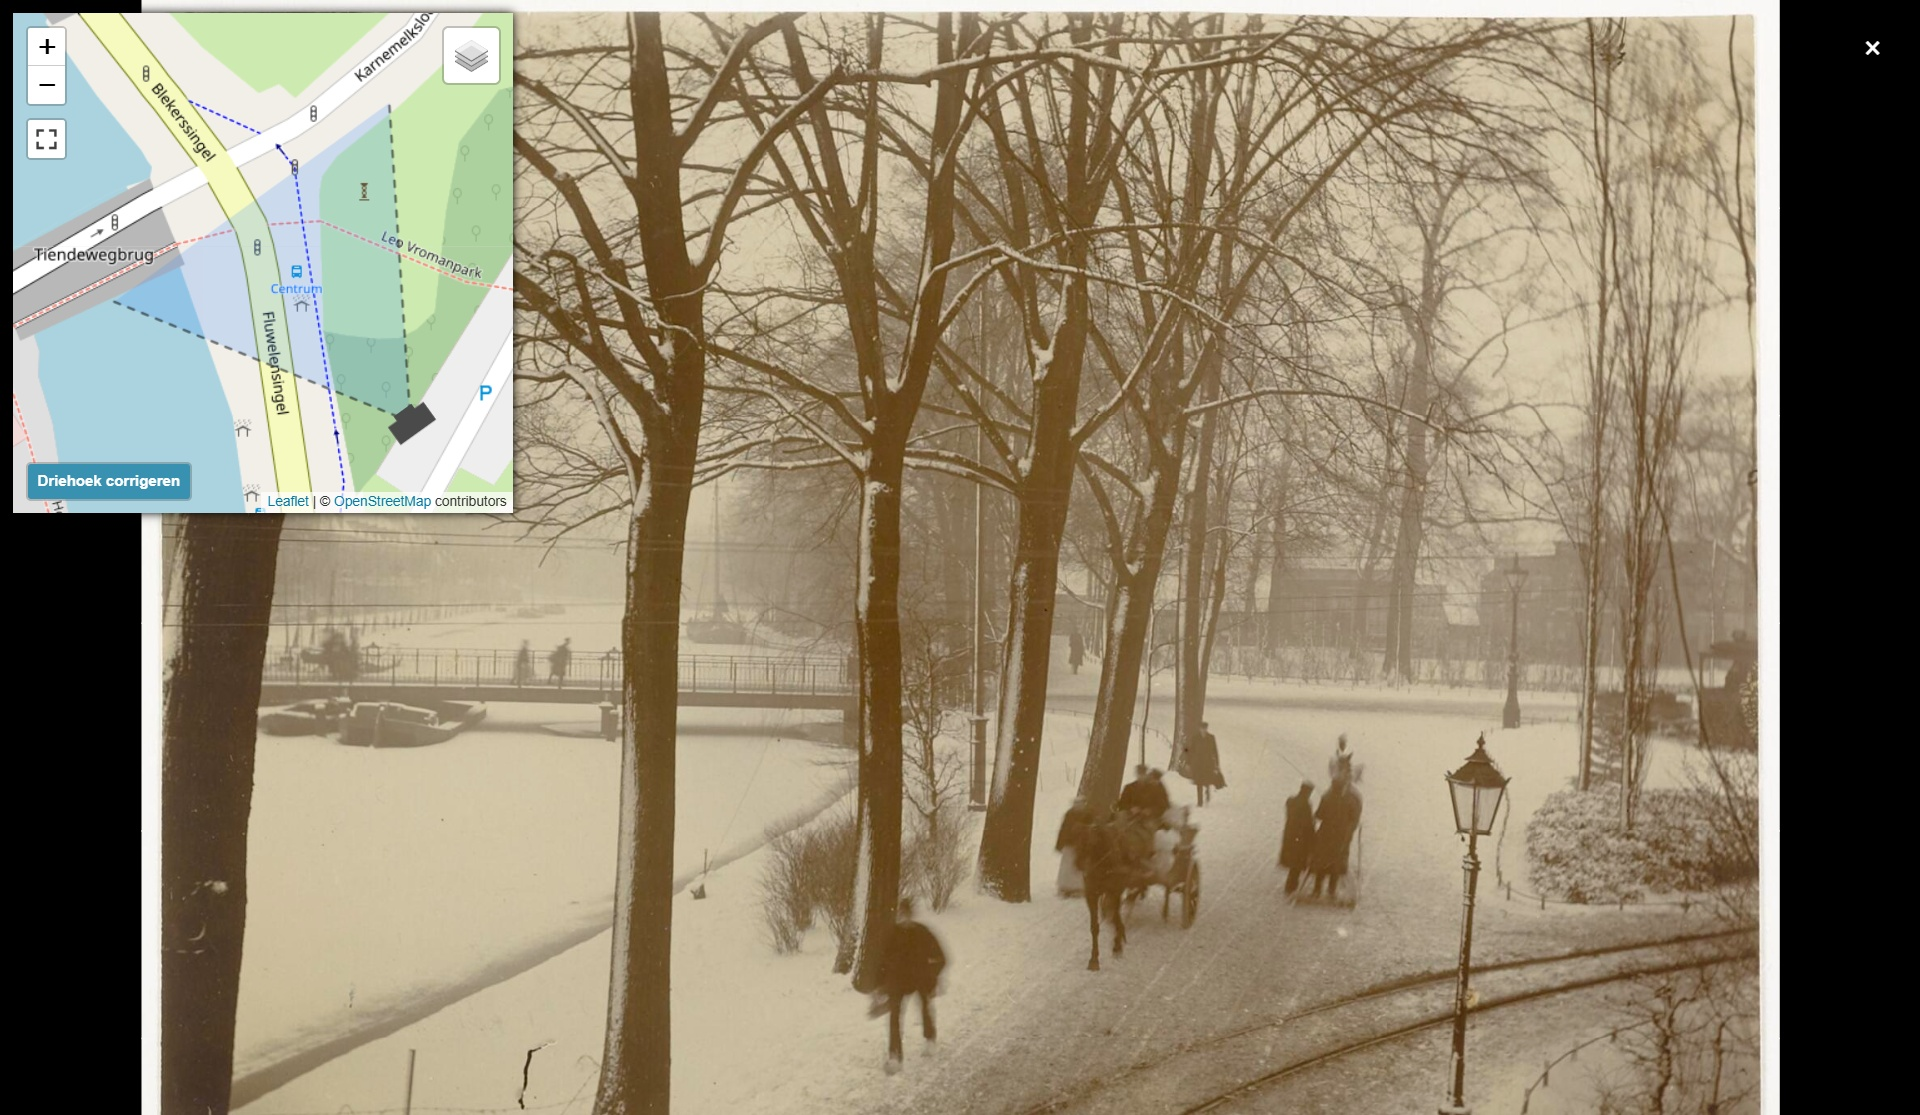 +
−
Blekerssingel
Karnemelkslo
Tiendewegbrug
Leo Vromanpark
Centrum
Fluwelensingel
P
Driehoek corrigeren
Leaflet | © OpenStreetMap contributors
×